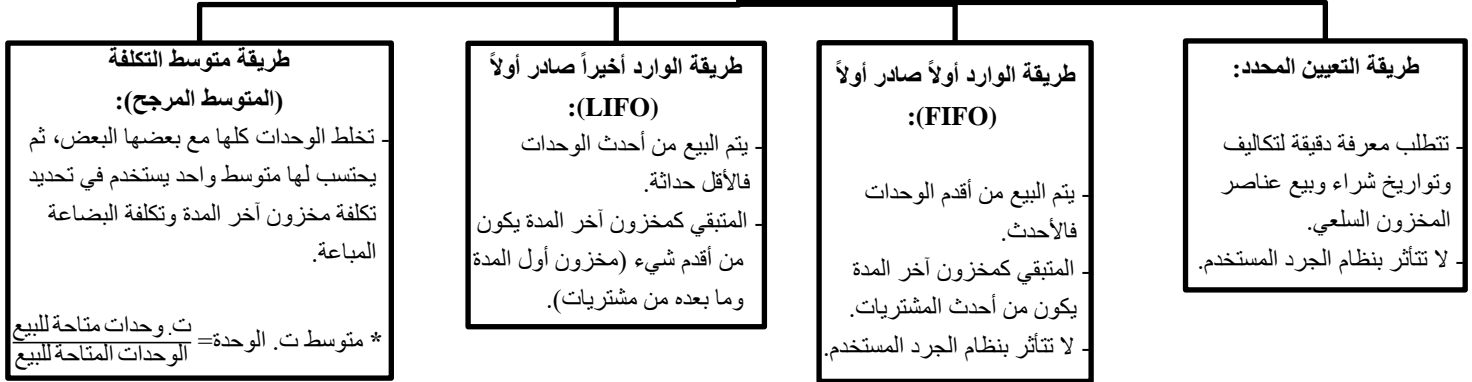 طريقة التعيين المحدد:
- تتطلب معرفة دقيقة لتكاليف
وتواريخ شراء وبيع عناصر
المخزون السلعي.
- لا تتأثر بنظام الجرد المستخدم.
طريقة الوارد أولاً صادر أولاً
(FIFO):
- يتم البيع من أقدم الوحدات
فالأحدث.
- المتبقي كمخزون آخر المدة
يكون من أحدث المشتريات.
- لا تتأثر بنظام الجرد المستخدم.
طريقة الوارد أخيراً صادر أولاً
(LIFO):
- يتم البيع من أحدث الوحدات
فالأقل حداثة.
- المتبقي كمخزون آخر المدة يكون
من أقدم شيء (مخزون أول المدة
وما بعده من مشتريات).
طريقة متوسط التكلفة
(المتوسط المرجح):
- تخلط الوحدات كلها مع بعضها البعض، ثم
يحتسب لها متوسط واحد يستخدم في تحديد
تكلفة مخزون آخر المدة وتكلفة البضاعة
المباعة.
* متوسط ت. الوحدة= ت. وحدات متاحة للبيع
الوحدات المتاحة للبيع